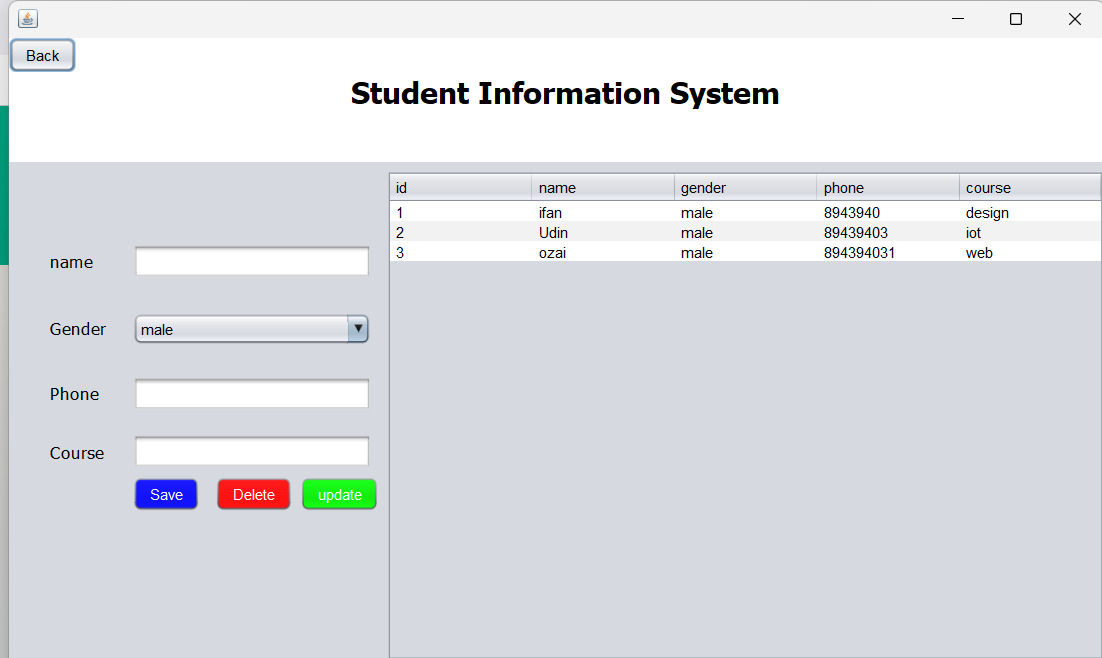 Back
Student Information System
id name gender phone course
1 ifan male 8943940 design
2 Udin male 89439403 iot
3 ozai male 894394031 web
name
Gender male
Phone
Course
Save Delete update